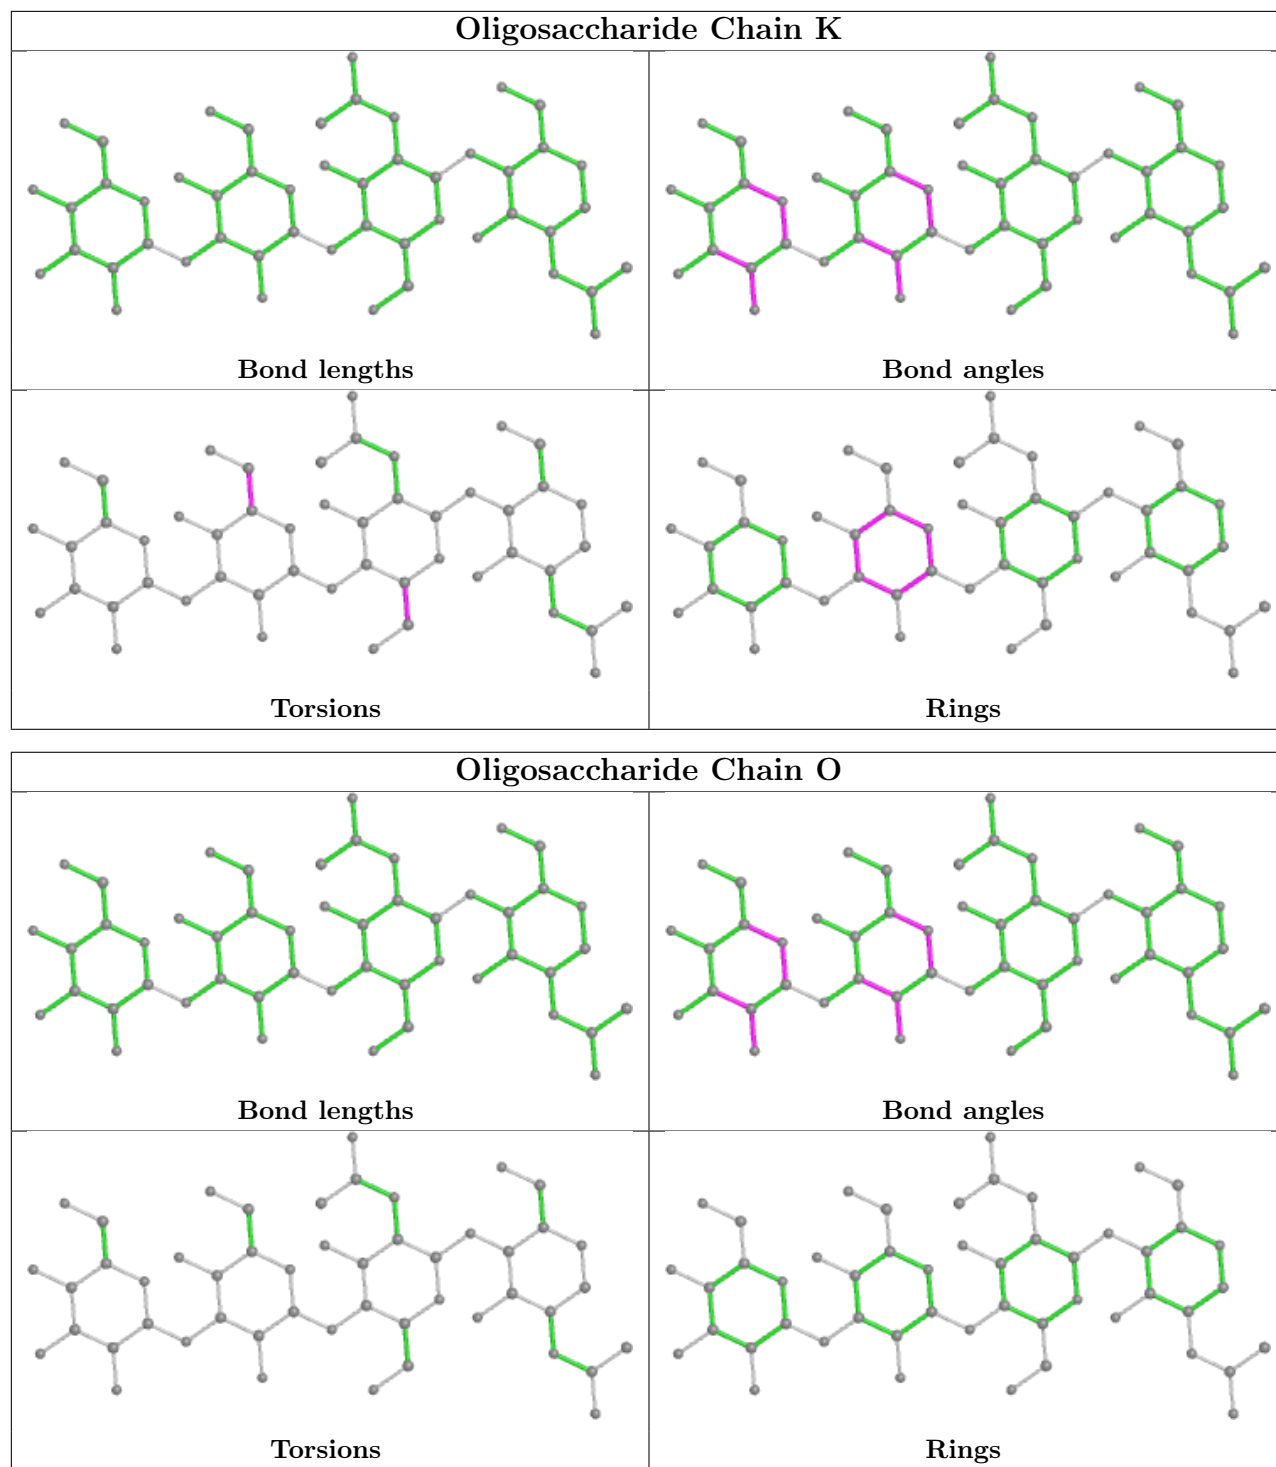 Oligosaccharide Chain K
Bond lengths
Bond angles
Torsions
Rings
Oligosaccharide Chain O
Bond lengths
Bond angles
Torsions
Rings